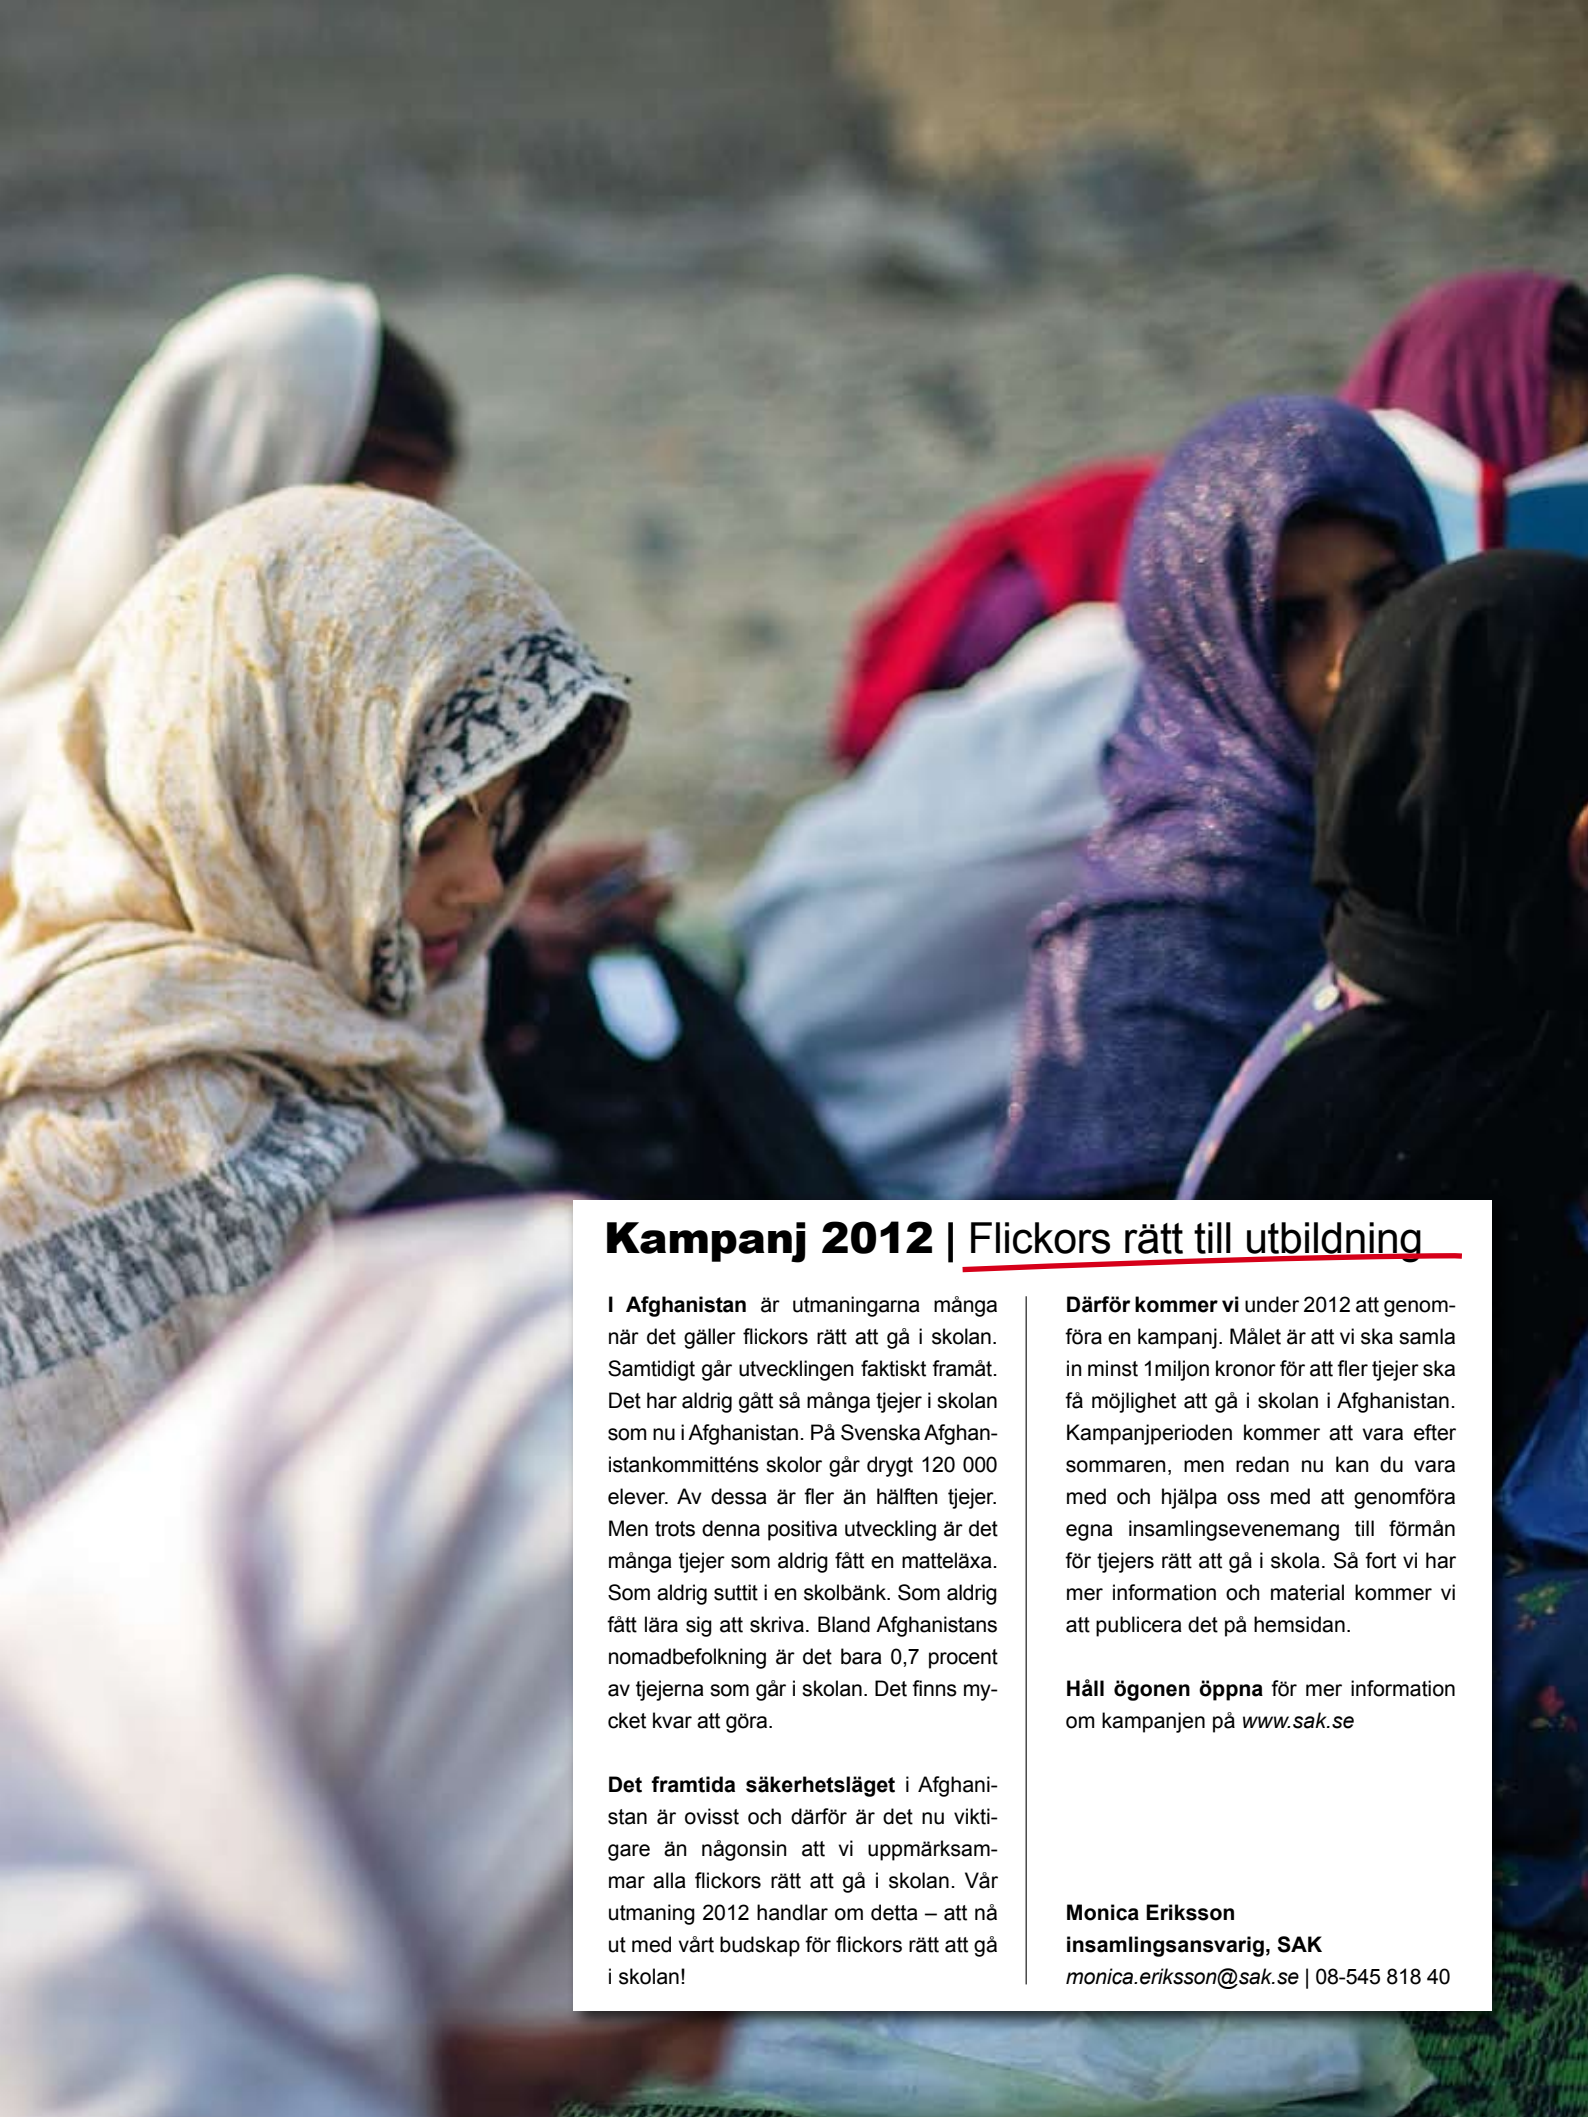 Kampanj 2012 | Flickors rätt till utbildning
I Afghanistan är utmaningarna många
när det gäller flickors rätt att gå i skolan.
Samtidigt går utvecklingen faktiskt framåt.
Det har aldrig gått så många tjejer i skolan
som nu i Afghanistan. På Svenska Afghan-
istankommitténs skolor går drygt 120 000
elever. Av dessa är fler än hälften tjejer.
Men trots denna positiva utveckling är det
många tjejer som aldrig fått en matteläxa.
Som aldrig suttit i en skolbänk. Som aldrig
fått lära sig att skriva. Bland Afghanistans
nomadbefolkning är det bara 0,7 procent
av tjejerna som går i skolan. Det finns my-
cket kvar att göra.
Det framtida säkerhetsläget i Afghani-
stan är ovisst och därför är det nu vikti-
gare än någonsin att vi uppmärksam-
mar alla flickors rätt att gå i skolan. Vår
utmaning 2012 handlar om detta – att nå
ut med vårt budskap för flickors rätt att gå
i skolan!
Därför kommer vi under 2012 att genom-
föra en kampanj. Målet är att vi ska samla
in minst 1miljon kronor för att fler tjejer ska
få möjlighet att gå i skolan i Afghanistan.
Kampanjperioden kommer att vara efter
sommaren, men redan nu kan du vara
med och hjälpa oss med att genomföra
egna insamlingsevenemang till förmån
för tjejers rätt att gå i skola. Så fort vi har
mer information och material kommer vi
att publicera det på hemsidan.
Håll ögonen öppna för mer information
om kampanjen på www.sak.se
Monica Eriksson
insamlingsansvarig, SAK
monica.eriksson@sak.se | 08-545 818 40